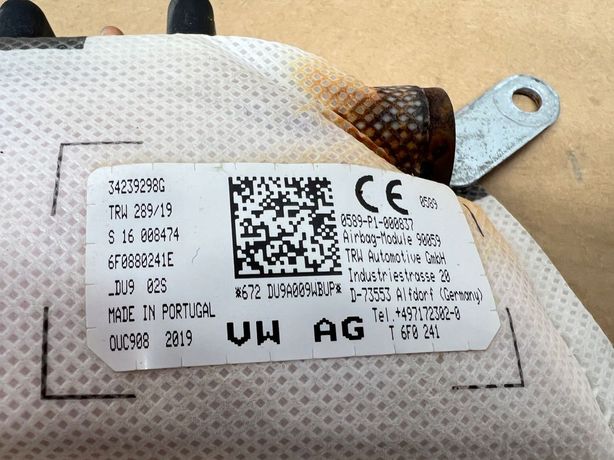 34239298G
TRW 289/19
S 16 008474
6F0880241E
_DU9 02S
MADE IN PORTUGAL
OUC908 2019
*672 DU9A009WBUP*
VW AG
CE 0589
0589-P1-000837
Airbag-Module 90059
TRW Automotive GmbH
Industriestrasse 20
D-73553 Alfdorf (Germany)
Tel.+497172302-0
T 6F0 241